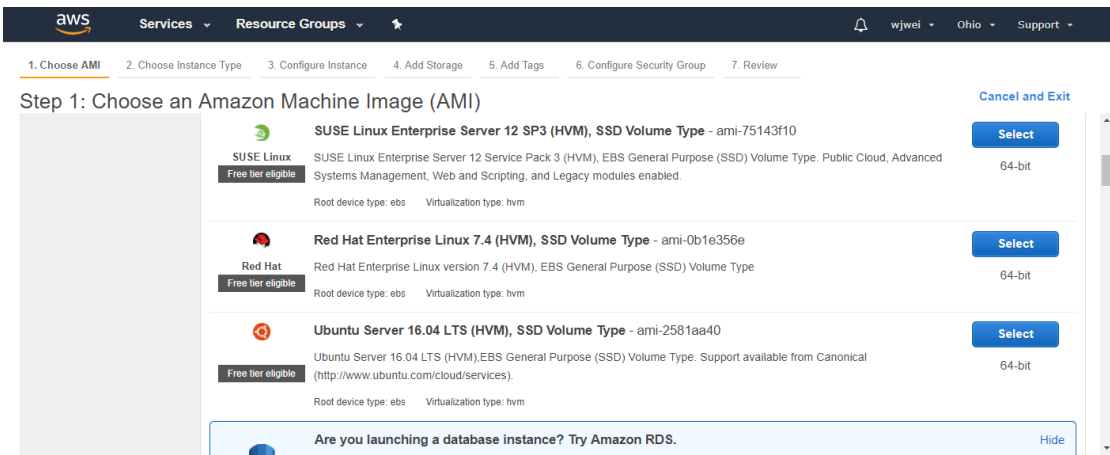 aws Services Resource Groups wjwei Ohio Support
1. Choose AMI 2. Choose Instance Type 3. Configure Instance 4. Add Storage 5. Add Tags 6. Configure Security Group 7. Review
Step 1: Choose an Amazon Machine Image (AMI) Cancel and Exit
SUSE Linux Enterprise Server 12 SP3 (HVM), SSD Volume Type - ami-75143f10 Select
SUSE Linux
Free tier eligible
SUSE Linux Enterprise Server 12 Service Pack 3 (HVM), EBS General Purpose (SSD) Volume Type. Public Cloud, Advanced
Systems Management, Web and Scripting, and Legacy modules enabled.
64-bit
Root device type: ebs Virtualization type: hvm
Red Hat Enterprise Linux 7.4 (HVM), SSD Volume Type - ami-0b1e356e Select
Red Hat
Free tier eligible
Red Hat Enterprise Linux version 7.4 (HVM), EBS General Purpose (SSD) Volume Type
64-bit
Root device type: ebs Virtualization type: hvm
Ubuntu Server 16.04 LTS (HVM), SSD Volume Type - ami-2581aa40 Select
Free tier eligible
Ubuntu Server 16.04 LTS (HVM),EBS General Purpose (SSD) Volume Type. Support available from Canonical
(http://www.ubuntu.com/cloud/services).
64-bit
Root device type: ebs Virtualization type: hvm
Are you launching a database instance? Try Amazon RDS. Hide